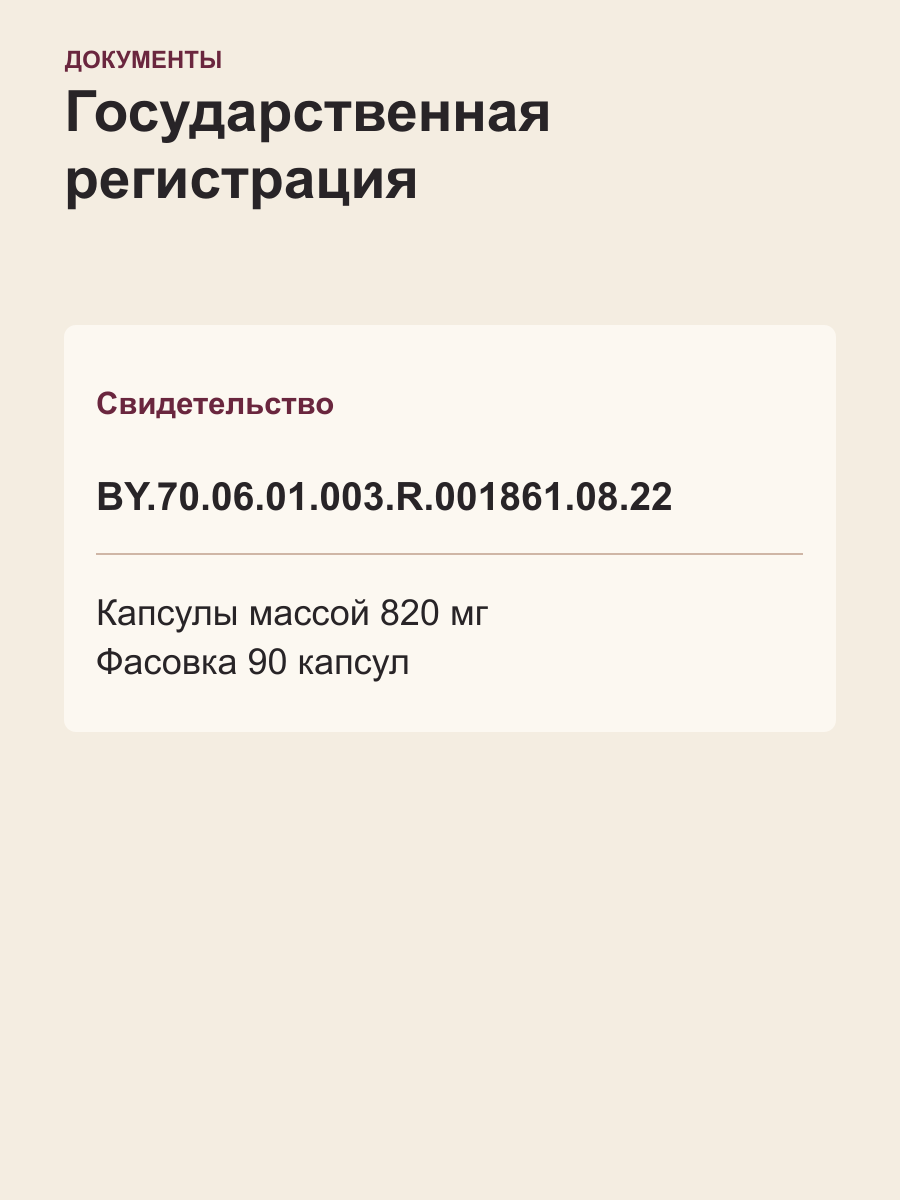 ДОКУМЕНТЫ
Государственная
регистрация
Свидетельство
BY.70.06.01.003.R.001861.08.22
Капсулы массой 820 мг
Фасовка 90 капсул